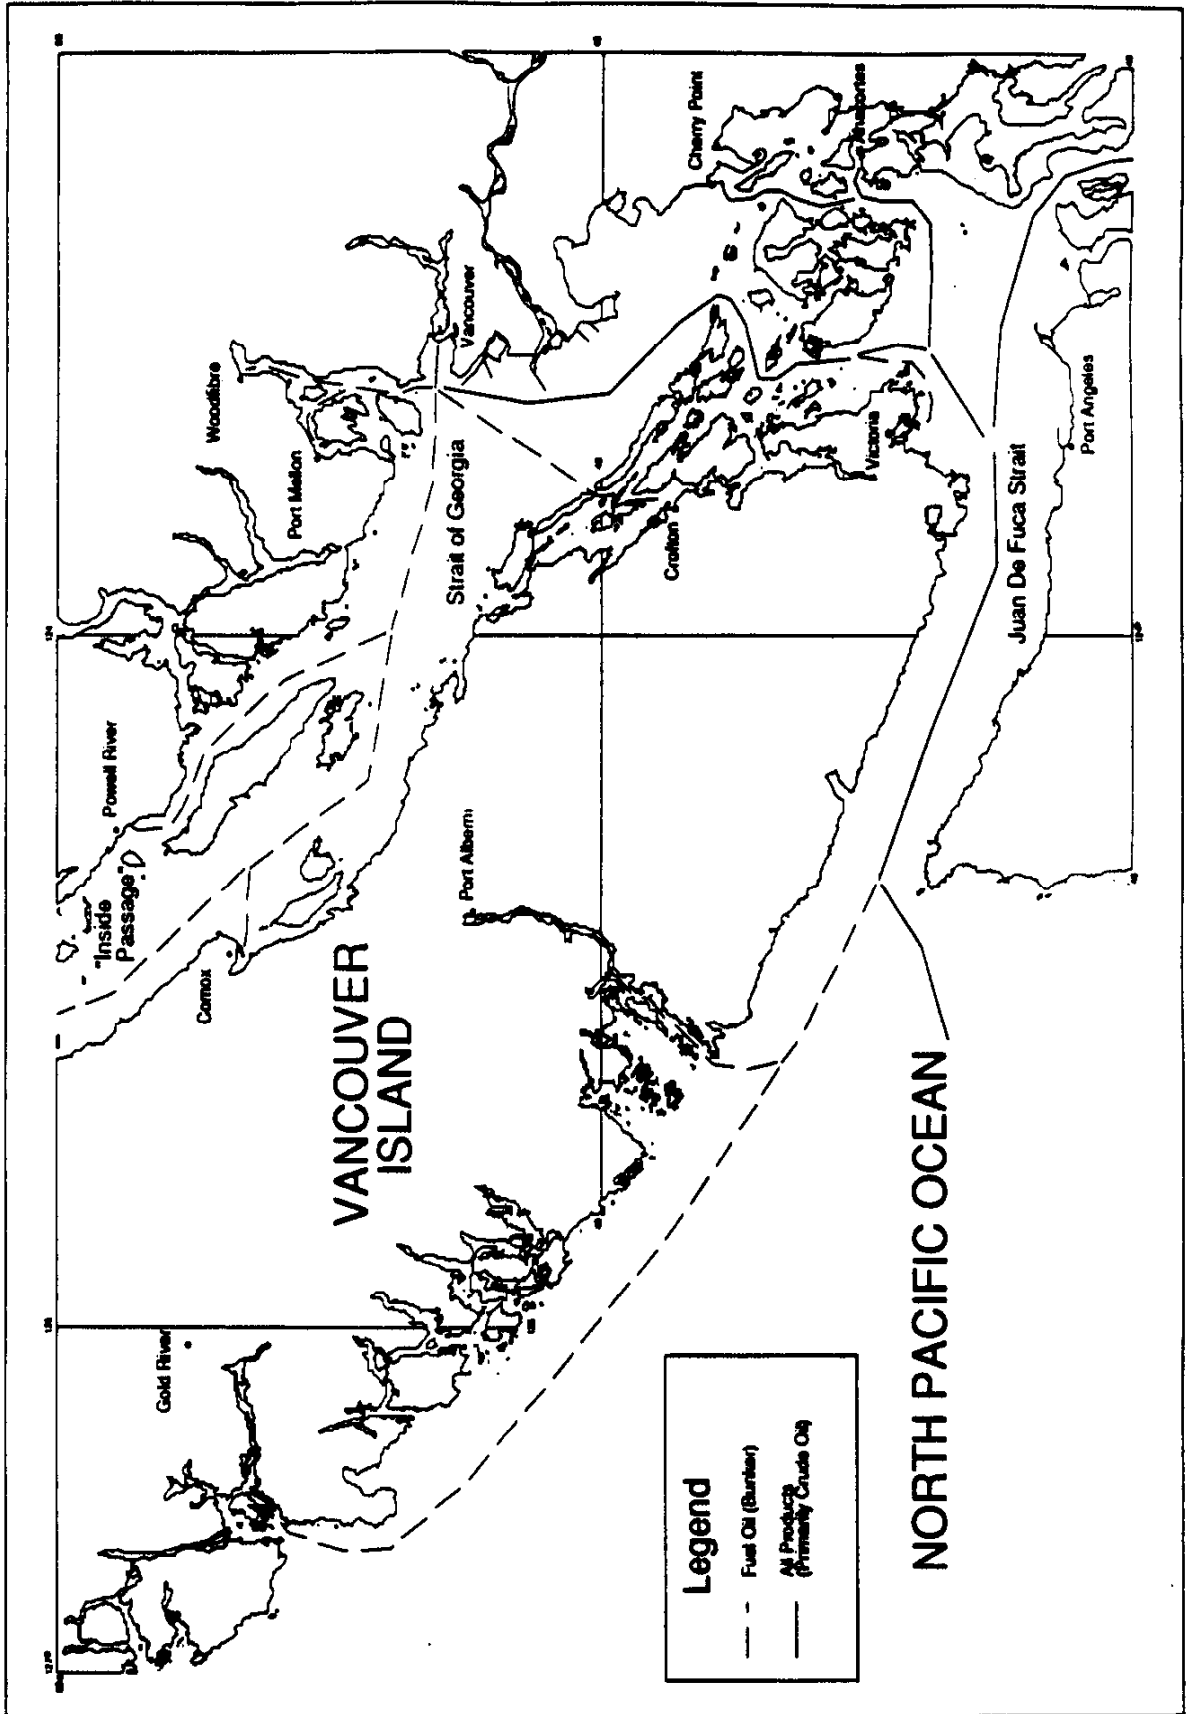 Gold River
"Inside
Passage"
Powell River
Comox
Port Mellon
Woodfibre
VANCOUVER
ISLAND
Strait of Georgia
Vancouver
Port Alberni
Crofton
Cherry Point
Anacortes
Victoria
Juan De Fuca Strait
Port Angeles
NORTH PACIFIC OCEAN
Legend
Fuel Oil (Bunker)
All Products
(Primarily Crude Oil)